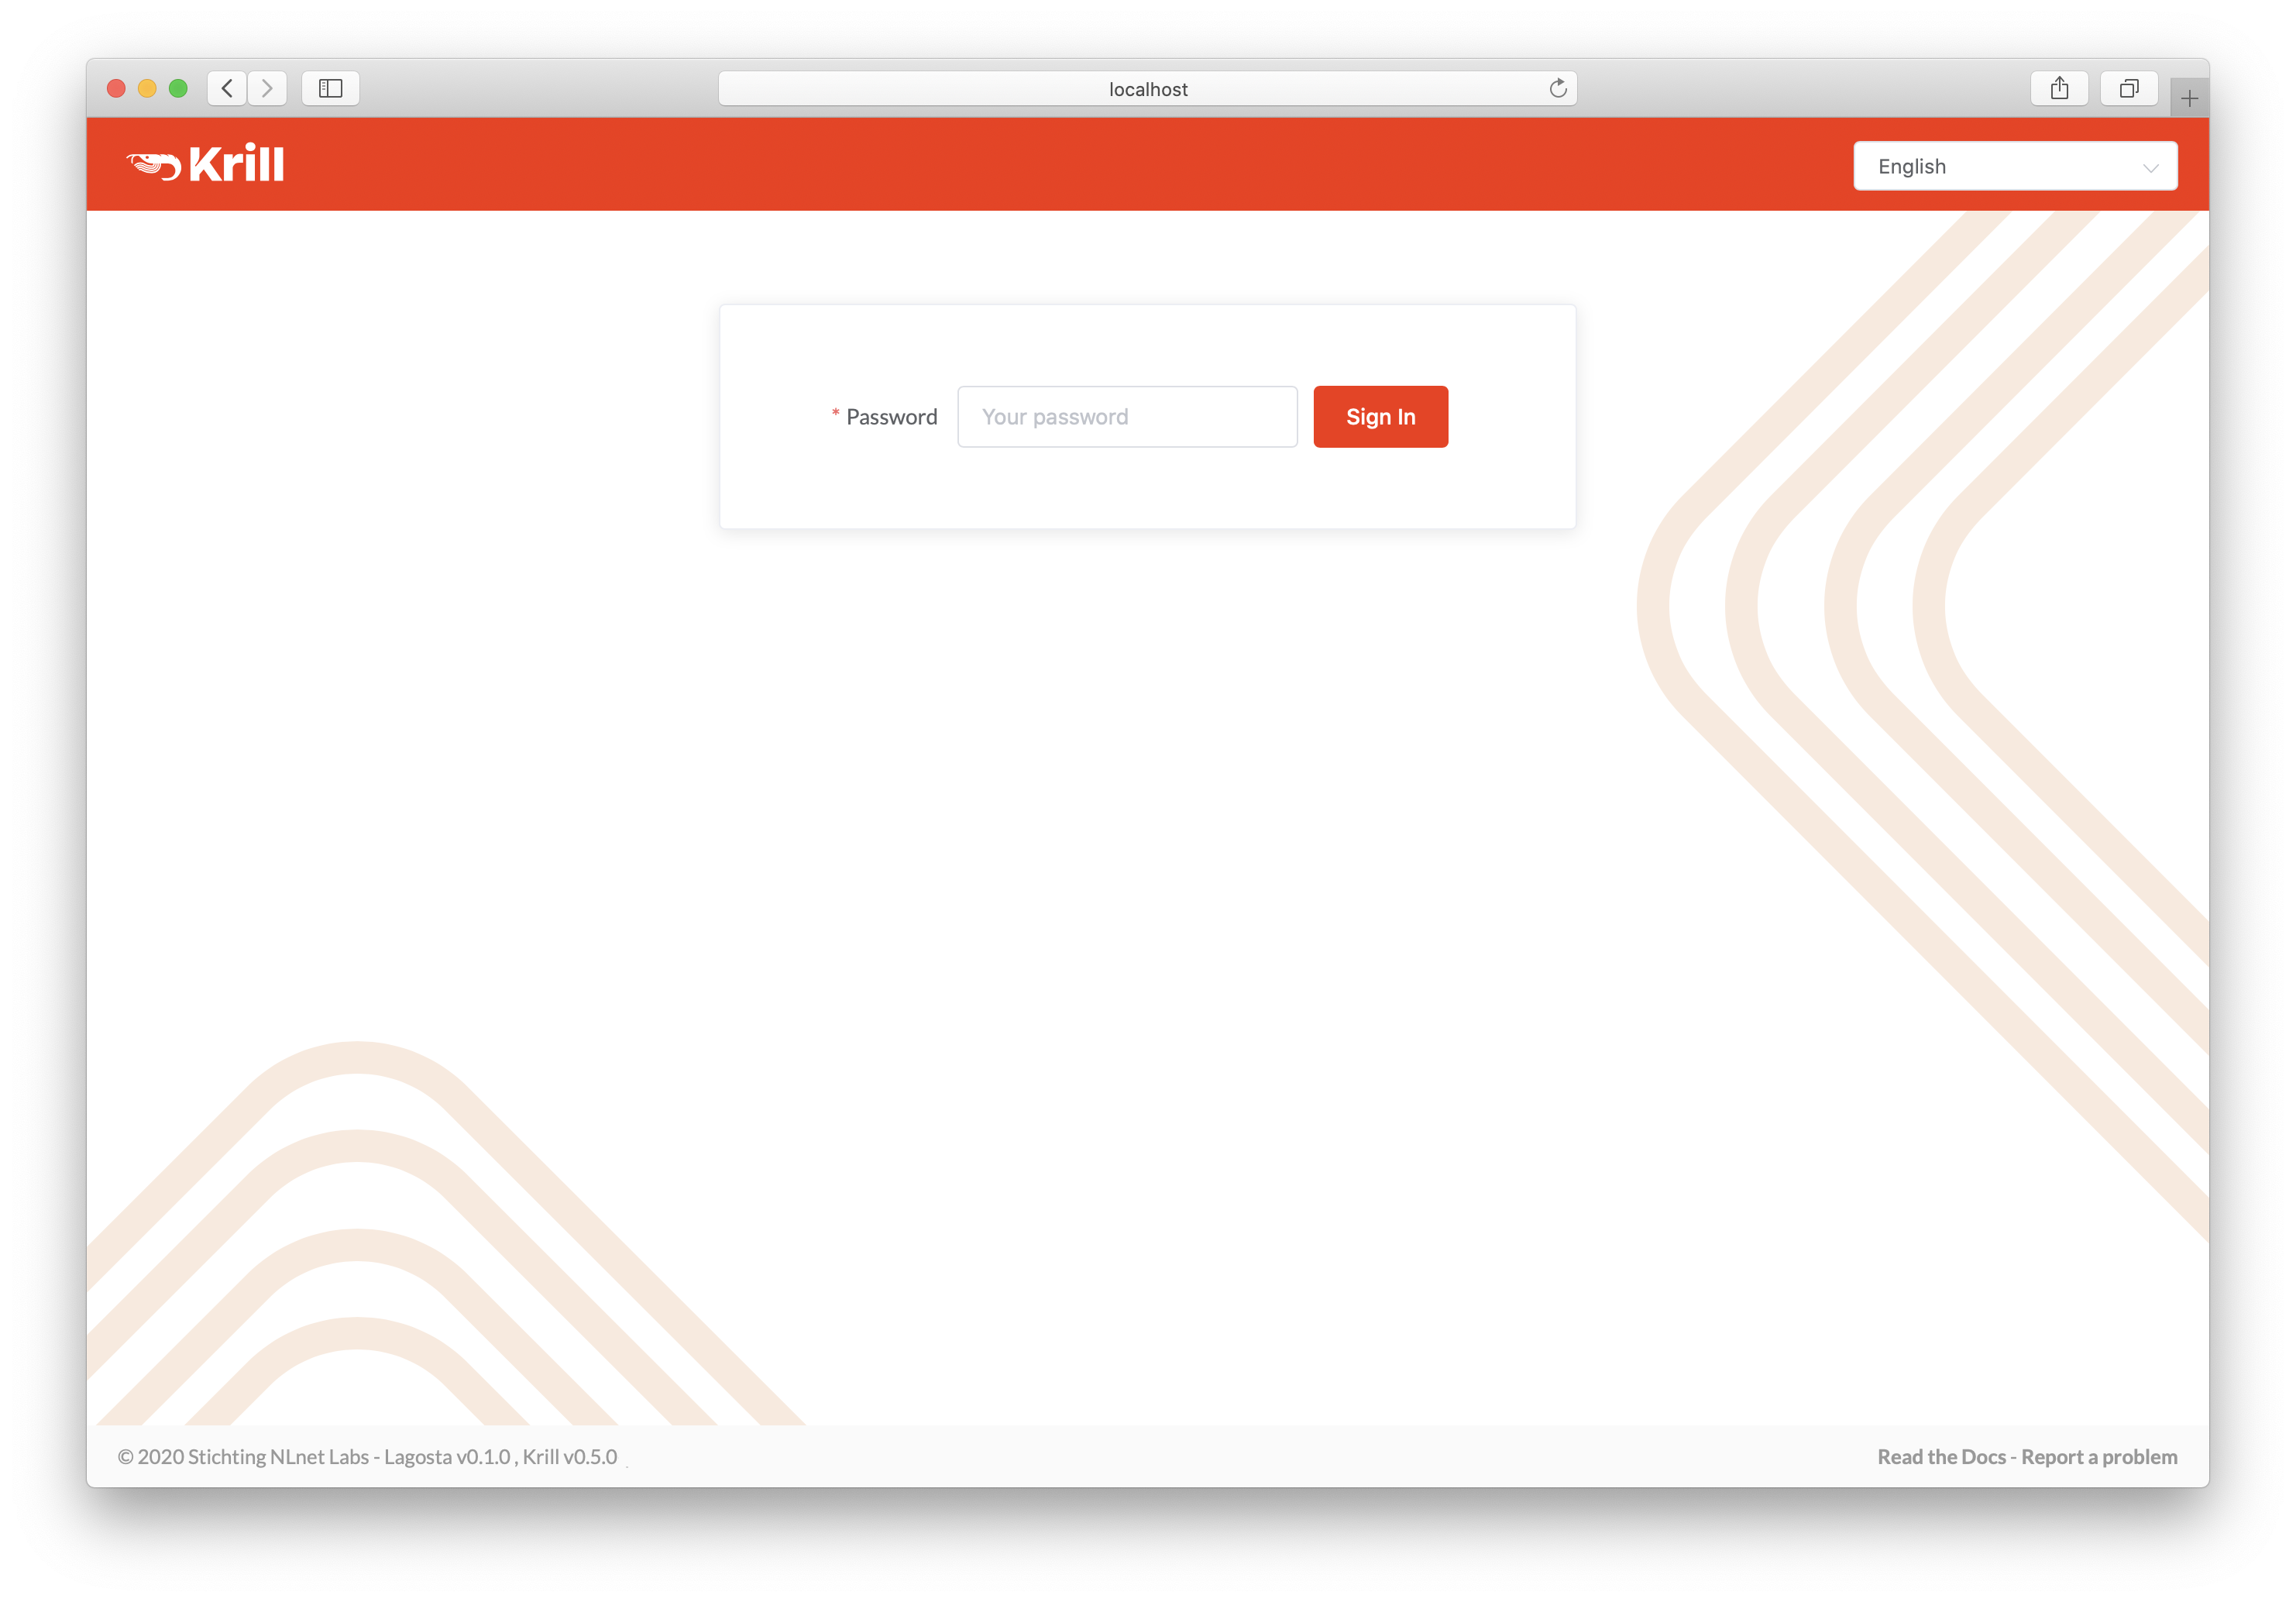 localhost
Krill
English
* Password
Your password
Sign In
© 2020 Stichting NLnet Labs - Lagosta v0.1.0 , Krill v0.5.0
Read the Docs - Report a problem